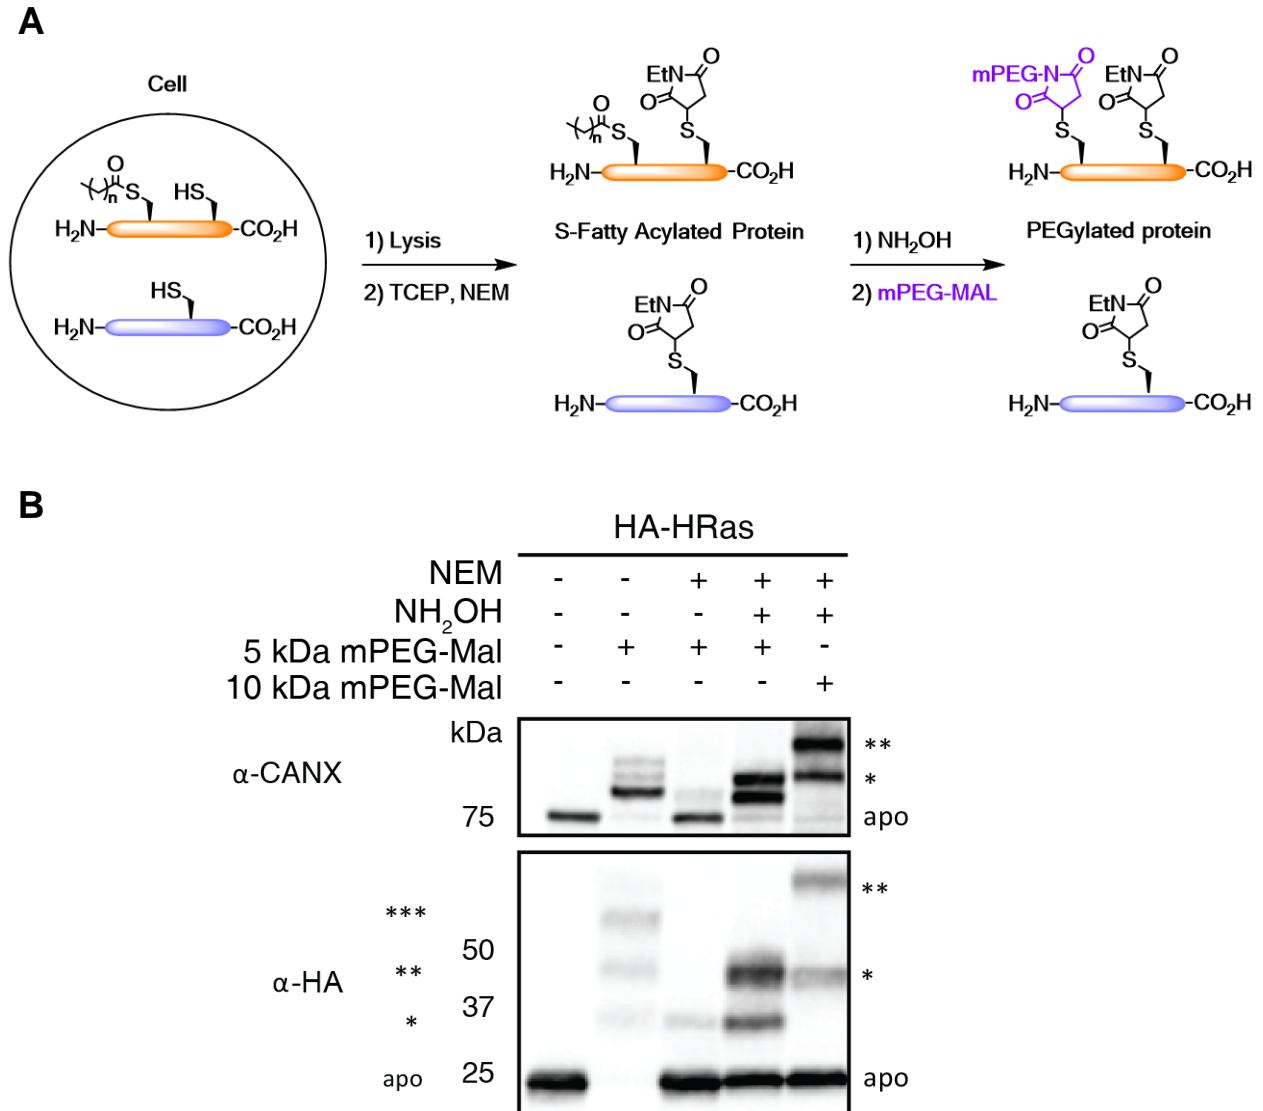 A
Cell
O
S
n
HS
H₂N
CO₂H
HS
H₂N
CO₂H
1) Lysis
2) TCEP, NEM
O
EtN
O
O
S
n
S
H₂N
CO₂H
S-Fatty Acylated Protein
O
EtN
O
S
H₂N
CO₂H
1) NH₂OH
2) mPEG-MAL
O
O
mPEG-N
EtN
O
O
S
S
H₂N
CO₂H
PEGylated protein
O
EtN
O
S
H₂N
CO₂H
B
HA-HRas
NEM - - + + +
NH₂OH - - - + +
5 kDa mPEG-Mal - + + + -
10 kDa mPEG-Mal - - - - +
kDa
**
α-CANX
*
75
apo
**
***
50
**
*
α-HA
37
*
apo
25
apo